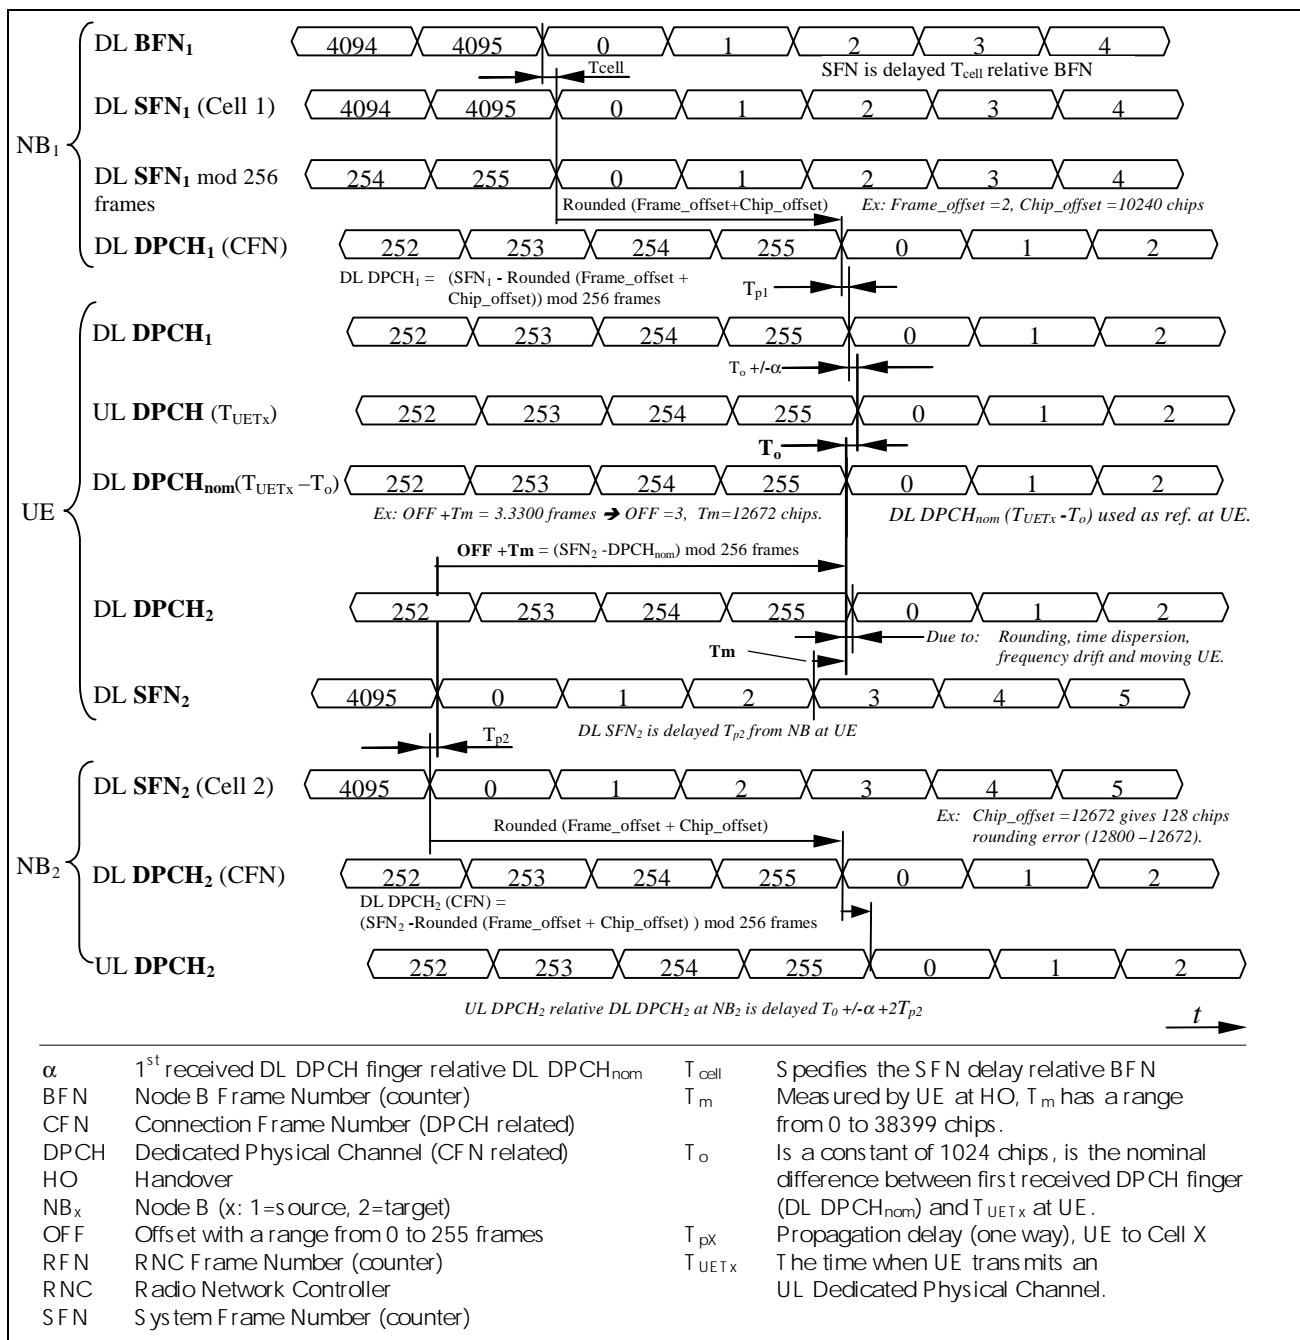 DL BFN1 4094 4095 0 1 2 3 4
Tcell SFN is delayed Tcell relative BFN
DL SFN1 (Cell 1) 4094 4095 0 1 2 3 4
NB1
DL SFN1 mod 256 frames 254 255 0 1 2 3 4
Rounded (Frame_offset+Chip_offset) Ex: Frame_offset =2, Chip_offset =10240 chips
DL DPCH1 (CFN) 252 253 254 255 0 1 2
DL DPCH1 = (SFN1 - Rounded (Frame_offset +
Chip_offset)) mod 256 frames
Tp1
DL DPCH1 252 253 254 255 0 1 2
To +/-α
UL DPCH (TUETx) 252 253 254 255 0 1 2
To
DL DPCHnom(TUETx –To) 252 253 254 255 0 1 2
UE
Ex: OFF +Tm = 3.3300 frames ➔ OFF =3, Tm=12672 chips. DL DPCHnom (TUETx -To) used as ref. at UE.
OFF +Tm = (SFN2 -DPCHnom) mod 256 frames
DL DPCH2 252 253 254 255 0 1 2
Due to: Rounding, time dispersion,
frequency drift and moving UE.
Tm
DL SFN2 4095 0 1 2 3 4 5
Tp2 DL SFN2 is delayed Tp2 from NB at UE
DL SFN2 (Cell 2) 4095 0 1 2 3 4 5
Ex: Chip_offset =12672 gives 128 chips
rounding error (12800 –12672).
Rounded (Frame_offset + Chip_offset)
NB2
DL DPCH2 (CFN) 252 253 254 255 0 1 2
DL DPCH2 (CFN) =
(SFN2 -Rounded (Frame_offset + Chip_offset) ) mod 256 frames
UL DPCH2 252 253 254 255 0 1 2
UL DPCH2 relative DL DPCH2 at NB2 is delayed T0 +/-α +2Tp2
t
α 1st received DL DPCH finger relative DL DPCHnom
BFN Node B Frame Number (counter)
CFN Connection Frame Number (DPCH related)
DPCH Dedicated Physical Channel (CFN related)
HO Handover
NBx Node B (x: 1=source, 2=target)
OFF Offset with a range from 0 to 255 frames
RFN RNC Frame Number (counter)
RNC Radio Network Controller
SFN System Frame Number (counter)
Tcell Specifies the SFN delay relative BFN
Tm Measured by UE at HO, Tm has a range
from 0 to 38399 chips.
To Is a constant of 1024 chips, is the nominal
difference between first received DPCH finger
(DL DPCHnom) and TUETx at UE.
TpX Propagation delay (one way), UE to Cell X
TUETx The time when UE transmits an
UL Dedicated Physical Channel.